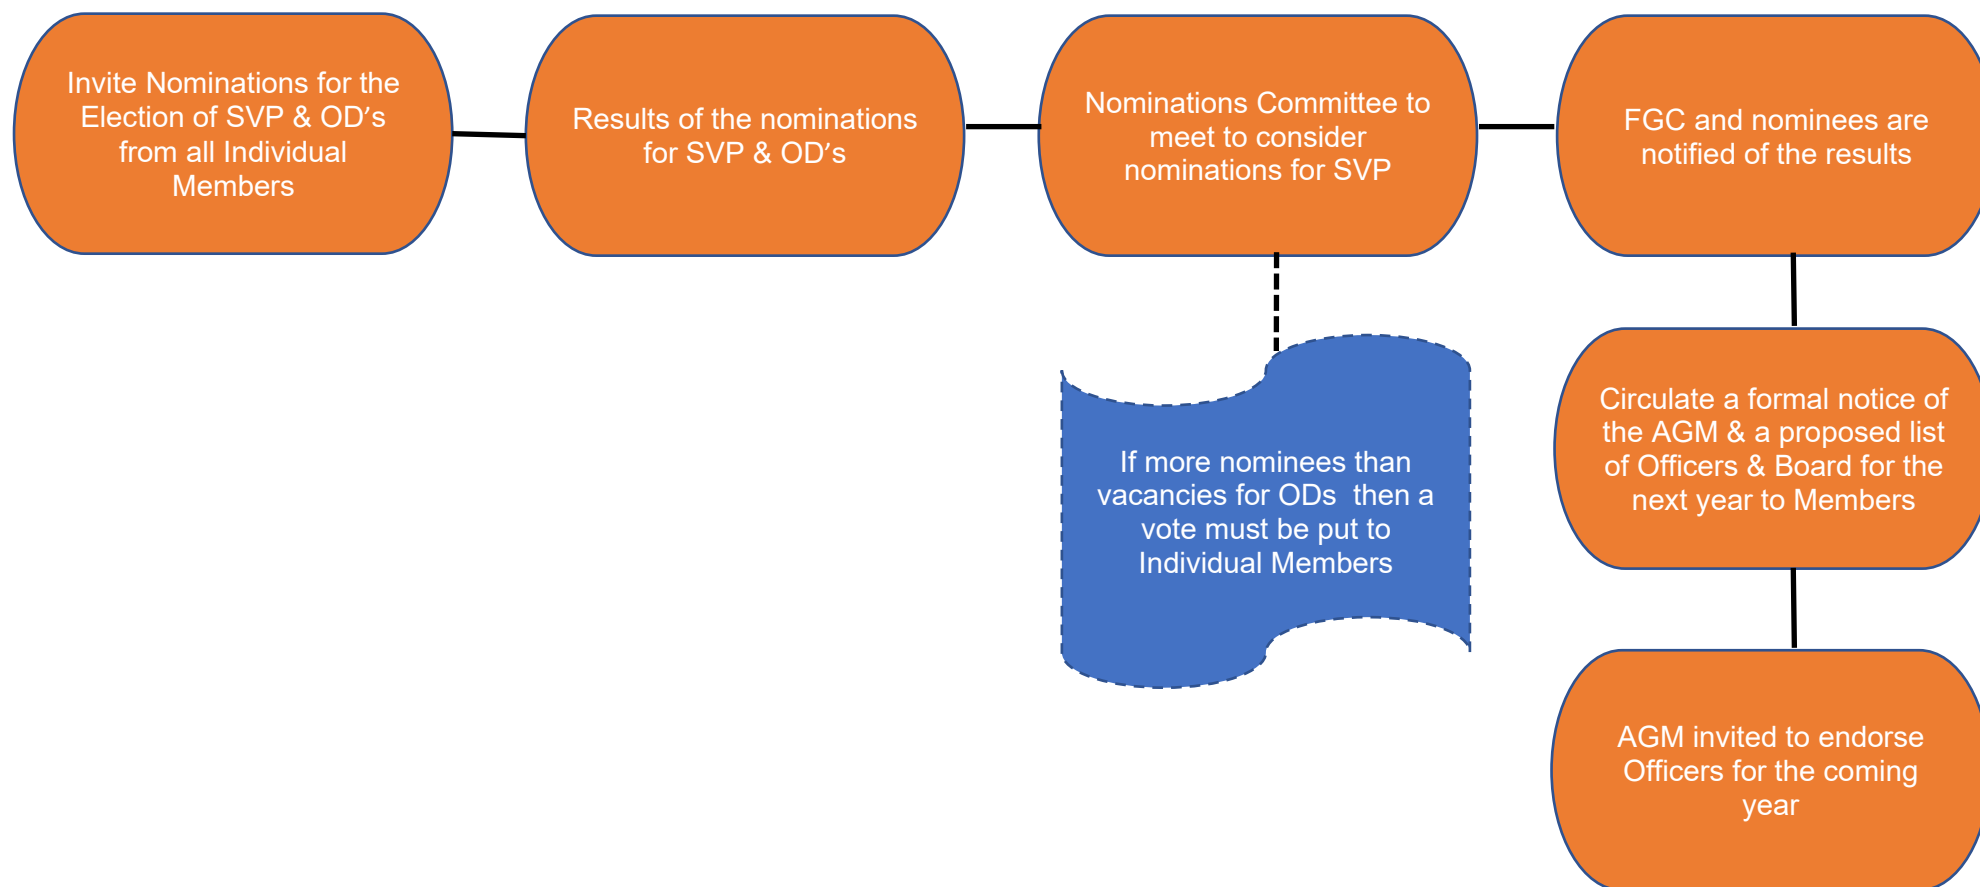 Invite Nominations for the
Election of SVP & OD’s
from all Individual
Members
Results of the nominations
for SVP & OD’s
Nominations Committee to
meet to consider
nominations for SVP
FGC and nominees are
notified of the results
If more nominees than
vacancies for ODs  then a
vote must be put to
Individual Members
Circulate a formal notice of
the AGM & a proposed list
of Officers & Board for the
next year to Members
AGM invited to endorse
Officers for the coming
year